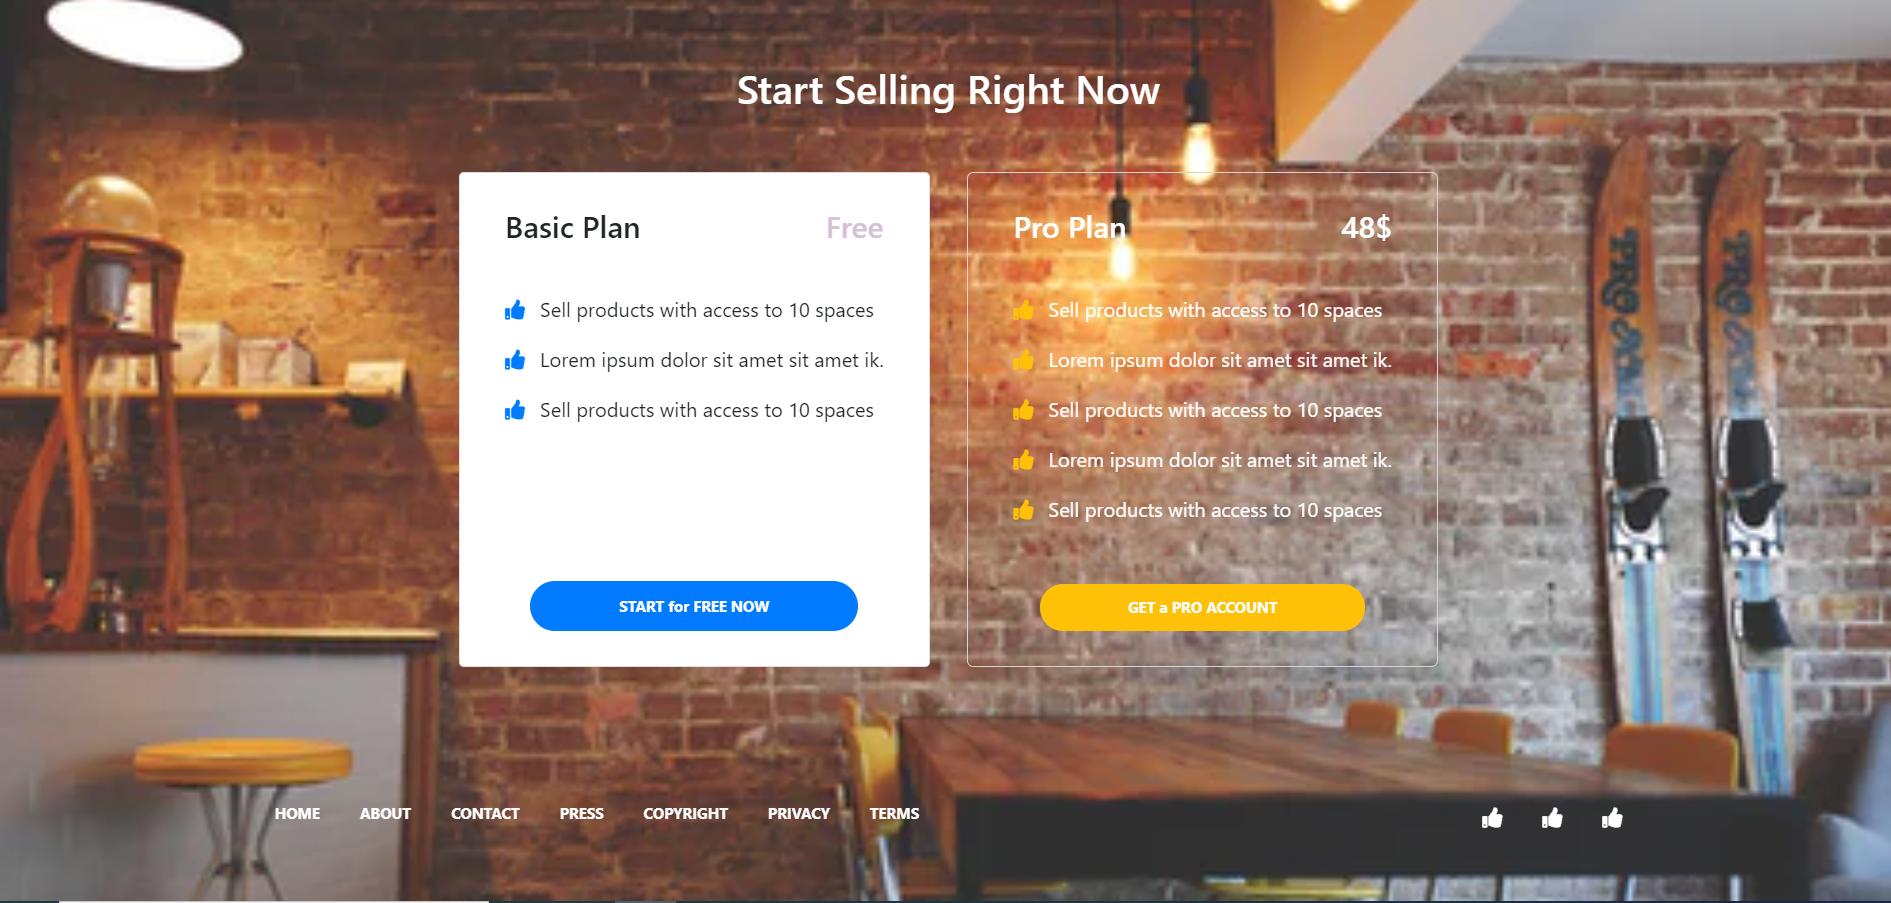 Start Selling Right Now
Basic Plan
Free
Sell products with access to 10 spaces
Lorem ipsum dolor sit amet sit amet ik.
Sell products with access to 10 spaces
START for FREE NOW
Pro Plan
48$
Sell products with access to 10 spaces
Lorem ipsum dolor sit amet sit amet ik.
Sell products with access to 10 spaces
Lorem ipsum dolor sit amet sit amet ik.
Sell products with access to 10 spaces
GET a PRO ACCOUNT
HOME ABOUT CONTACT PRESS COPYRIGHT PRIVACY TERMS